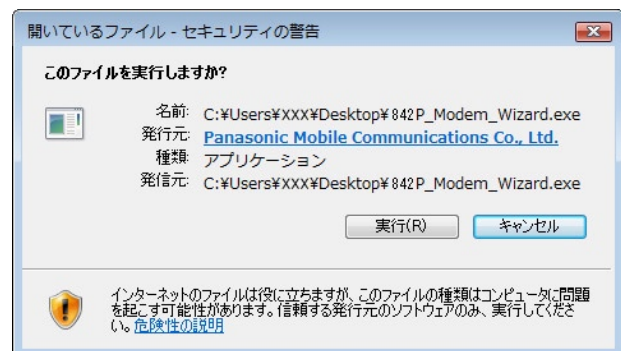 開いているファイル - セキュリティの警告
このファイルを実行しますか?
名前: C:¥Users¥XXX¥Desktop¥842P_Modem_Wizard.exe
発行元: Panasonic Mobile Communications Co., Ltd.
種類: アプリケーション
発信元: C:¥Users¥XXX¥Desktop¥842P_Modem_Wizard.exe
実行(R) キャンセル
インターネットのファイルは役に立ちますが、このファイルの種類はコンピュータに問題
を起こす可能性があります。信頼する発行元のソフトウェアのみ、実行してくださ
い。危険性の説明